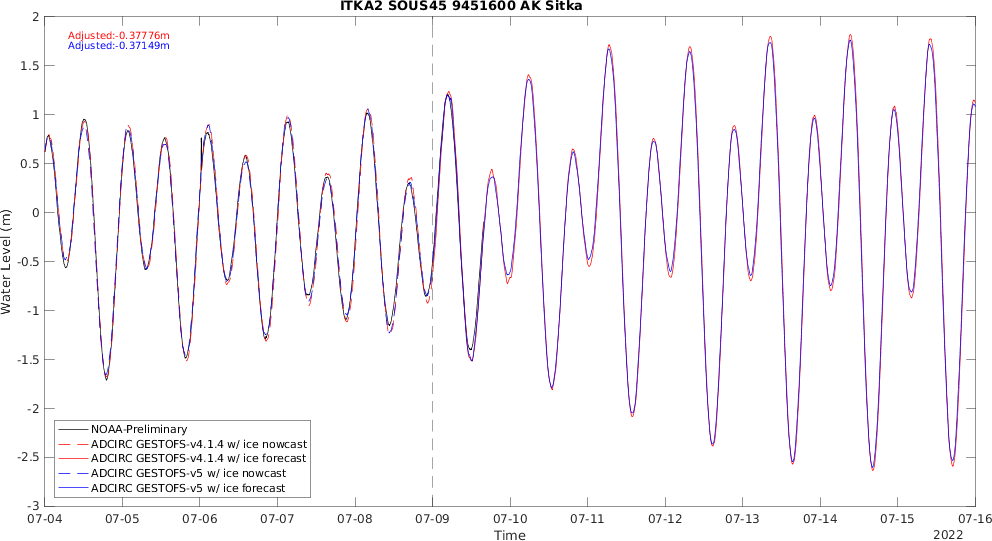 ITKA2 SOUS45 9451600 AK Sitka
Adjusted:-0.37776m
Adjusted:-0.37149m
2
1.5
1
0.5
0
-0.5
-1
-1.5
-2
-2.5
-3
Water Level (m)
NOAA-Preliminary
ADCIRC GESTOFS-v4.1.4 w/ ice nowcast
ADCIRC GESTOFS-v4.1.4 w/ ice forecast
ADCIRC GESTOFS-v5 w/ ice nowcast
ADCIRC GESTOFS-v5 w/ ice forecast
07-04 07-05 07-06 07-07 07-08 07-09 07-10 07-11 07-12 07-13 07-14 07-15 07-16
Time
2022